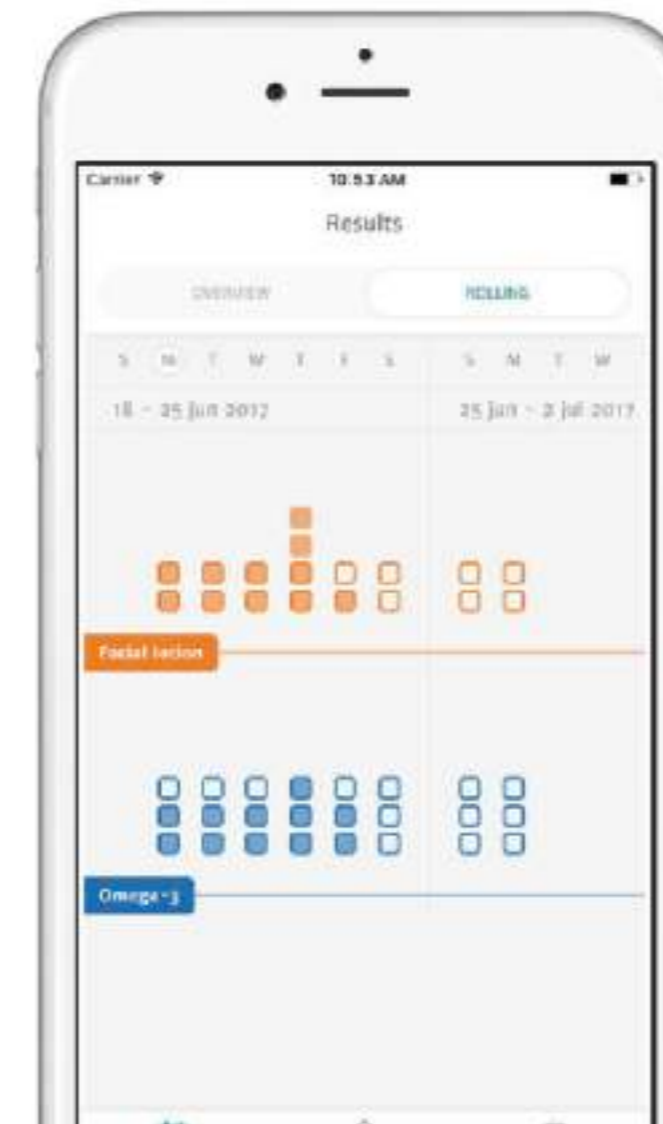 Carrier 10:53 AM
Results
OVERVIEW ROLLING
S M T W T F S S M T W
18 - 25 jun 2017 25 jun - 2 jul 2017
Facial lotion
Omega-3